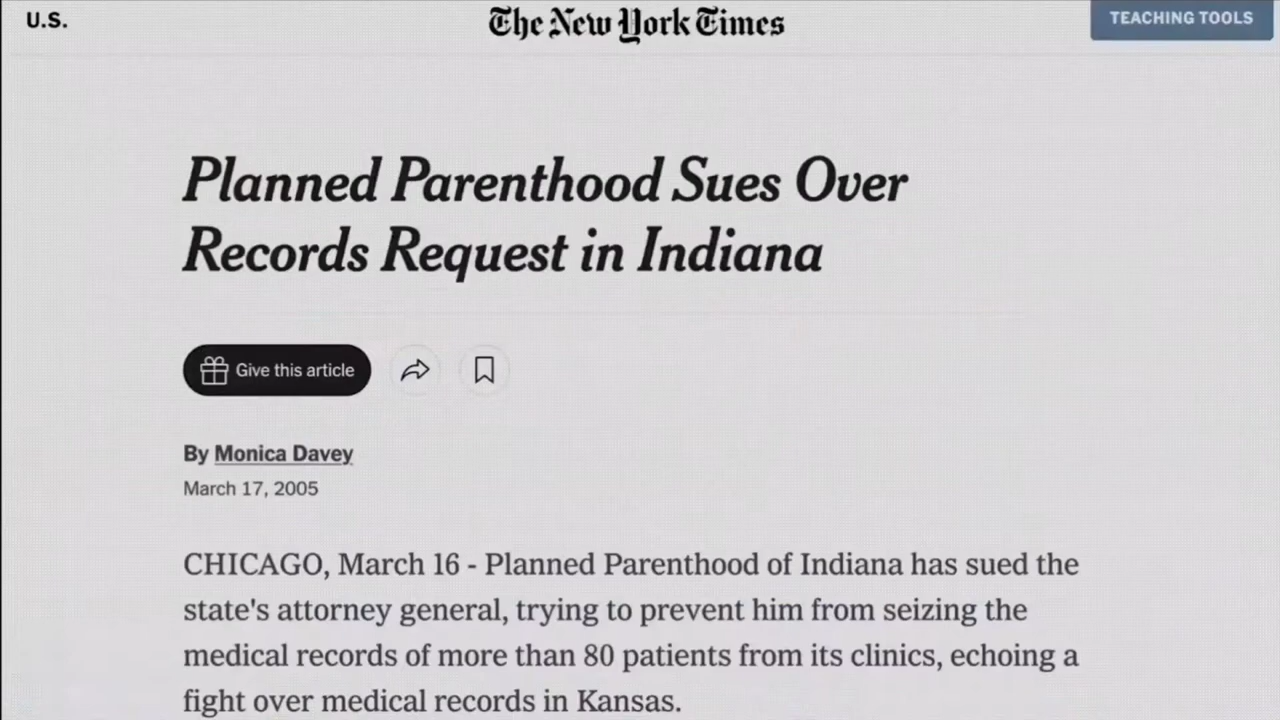 U.S.
The New York Times
TEACHING TOOLS
Planned Parenthood Sues Over
Records Request in Indiana
Give this article
By Monica Davey
March 17, 2005
CHICAGO, March 16 - Planned Parenthood of Indiana has sued the
state's attorney general, trying to prevent him from seizing the
medical records of more than 80 patients from its clinics, echoing a
fight over medical records in Kansas.